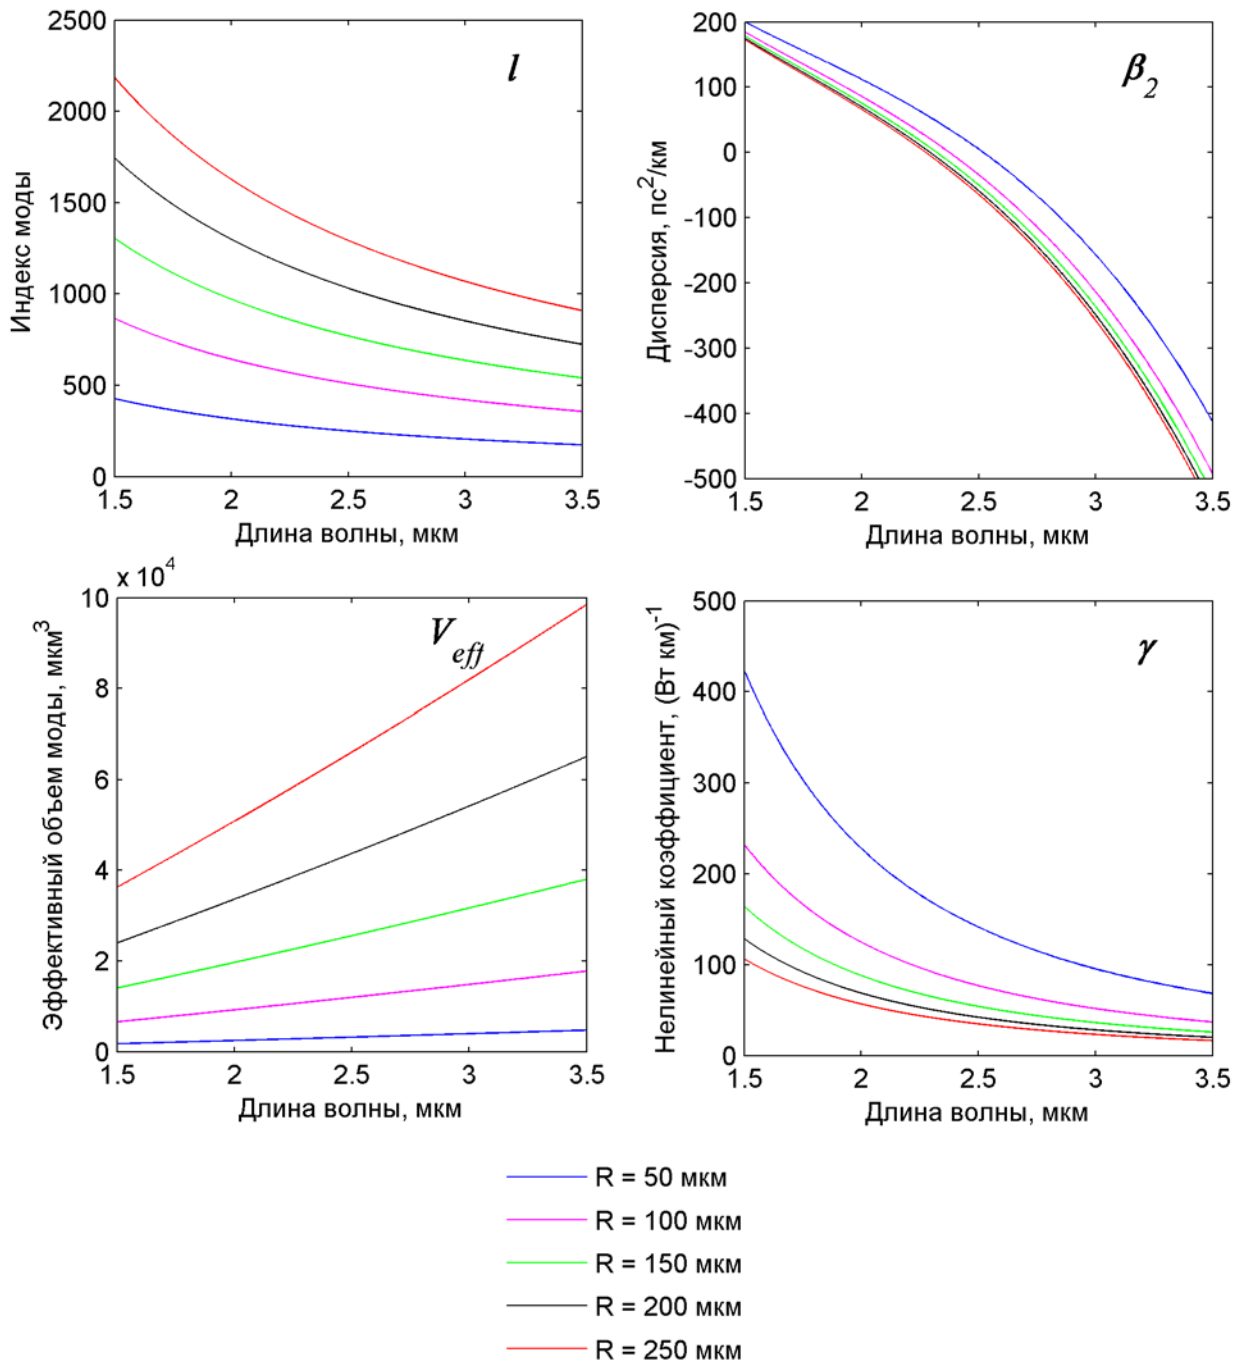 2500
2000
1500
1000
500
0
1.5 2 2.5 3 3.5
Длина волны, мкм
Индекс моды
l
200
100
0
-100
-200
-300
-400
-500
1.5 2 2.5 3 3.5
Длина волны, мкм
Дисперсия, пс²/км
β₂
x 10⁴
10
8
6
4
2
0
1.5 2 2.5 3 3.5
Длина волны, мкм
Эффективный объем моды, мкм³
V_eff
500
400
300
200
100
0
1.5 2 2.5 3 3.5
Длина волны, мкм
Нелинейный коэффициент, (Вт км)⁻¹
γ
R = 50 мкм
R = 100 мкм
R = 150 мкм
R = 200 мкм
R = 250 мкм